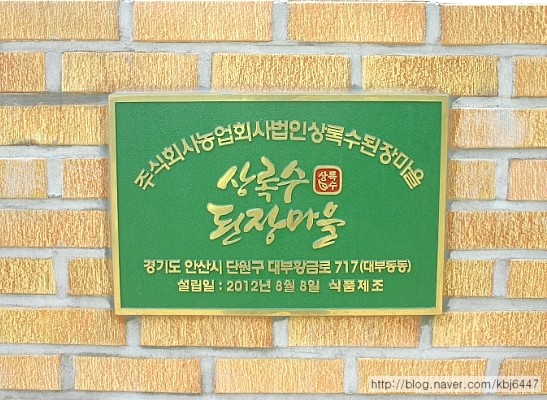 주식회사농업회사법인상록수된장마을
상록수
상록
수
된장마을
경기도 안산시 단원구 대부황금로 717(대부동동)
설립일 : 2012년 8월 8일 식품제조
http://blog.naver.com/kbj6447